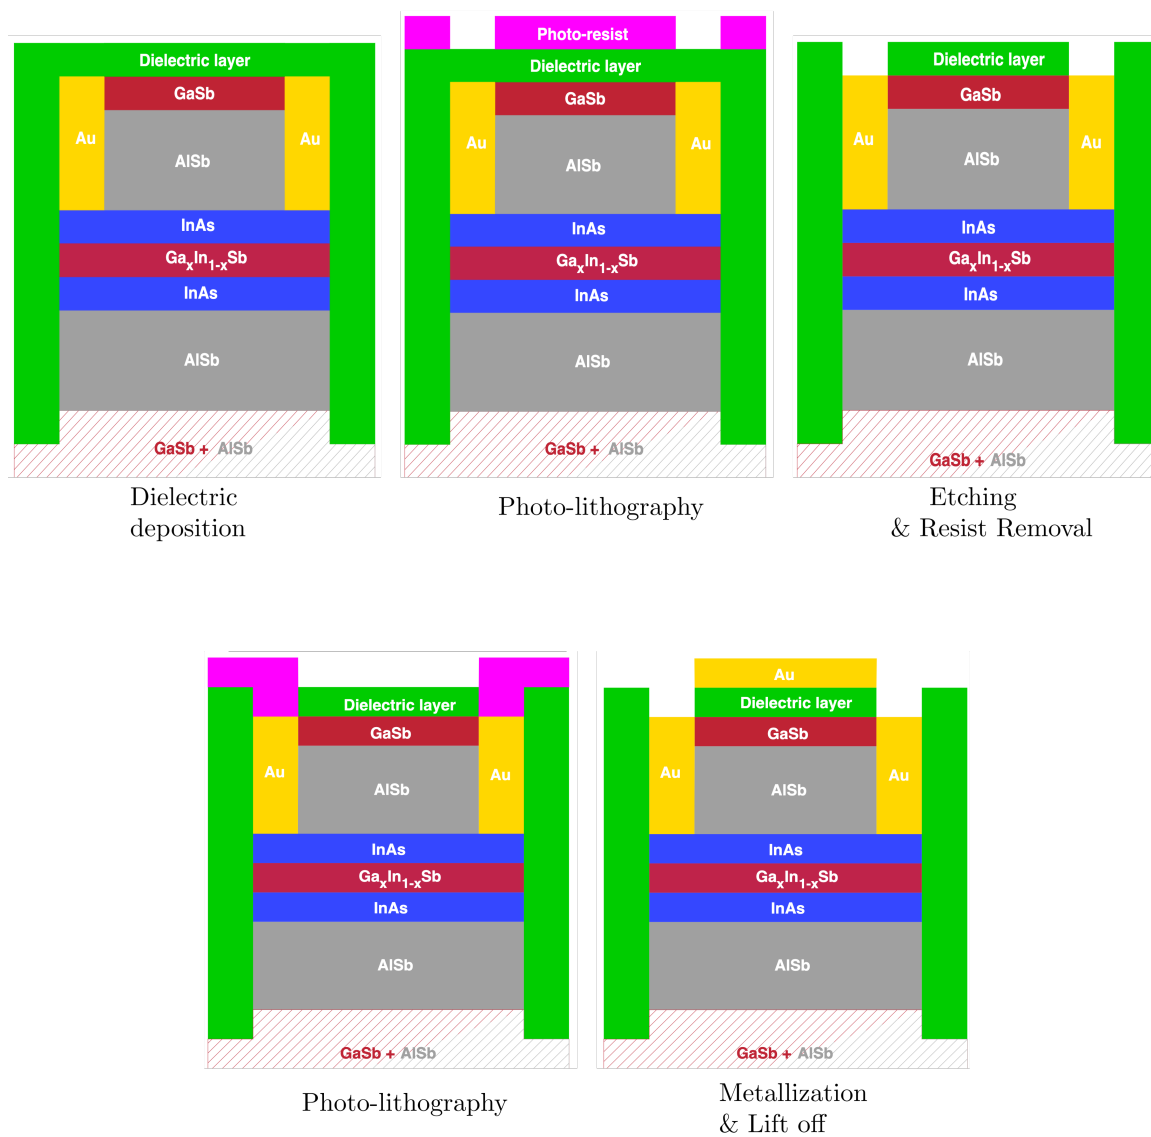 Dielectric layer
GaSb
Au
AlSb
Au
InAs
GaxIn1-xSb
InAs
AlSb
GaSb + AlSb
Dielectric
deposition
Photo-resist
Dielectric layer
GaSb
Au
AlSb
Au
InAs
GaxIn1-xSb
InAs
AlSb
GaSb + AlSb
Photo-lithography
Dielectric layer
GaSb
Au
AlSb
Au
InAs
GaxIn1-xSb
InAs
AlSb
GaSb + AlSb
Etching
& Resist Removal
Dielectric layer
GaSb
Au
AlSb
Au
InAs
GaxIn1-xSb
InAs
AlSb
GaSb + AlSb
Photo-lithography
Au
Dielectric layer
GaSb
Au
AlSb
Au
InAs
GaxIn1-xSb
InAs
AlSb
GaSb + AlSb
Metallization
& Lift off